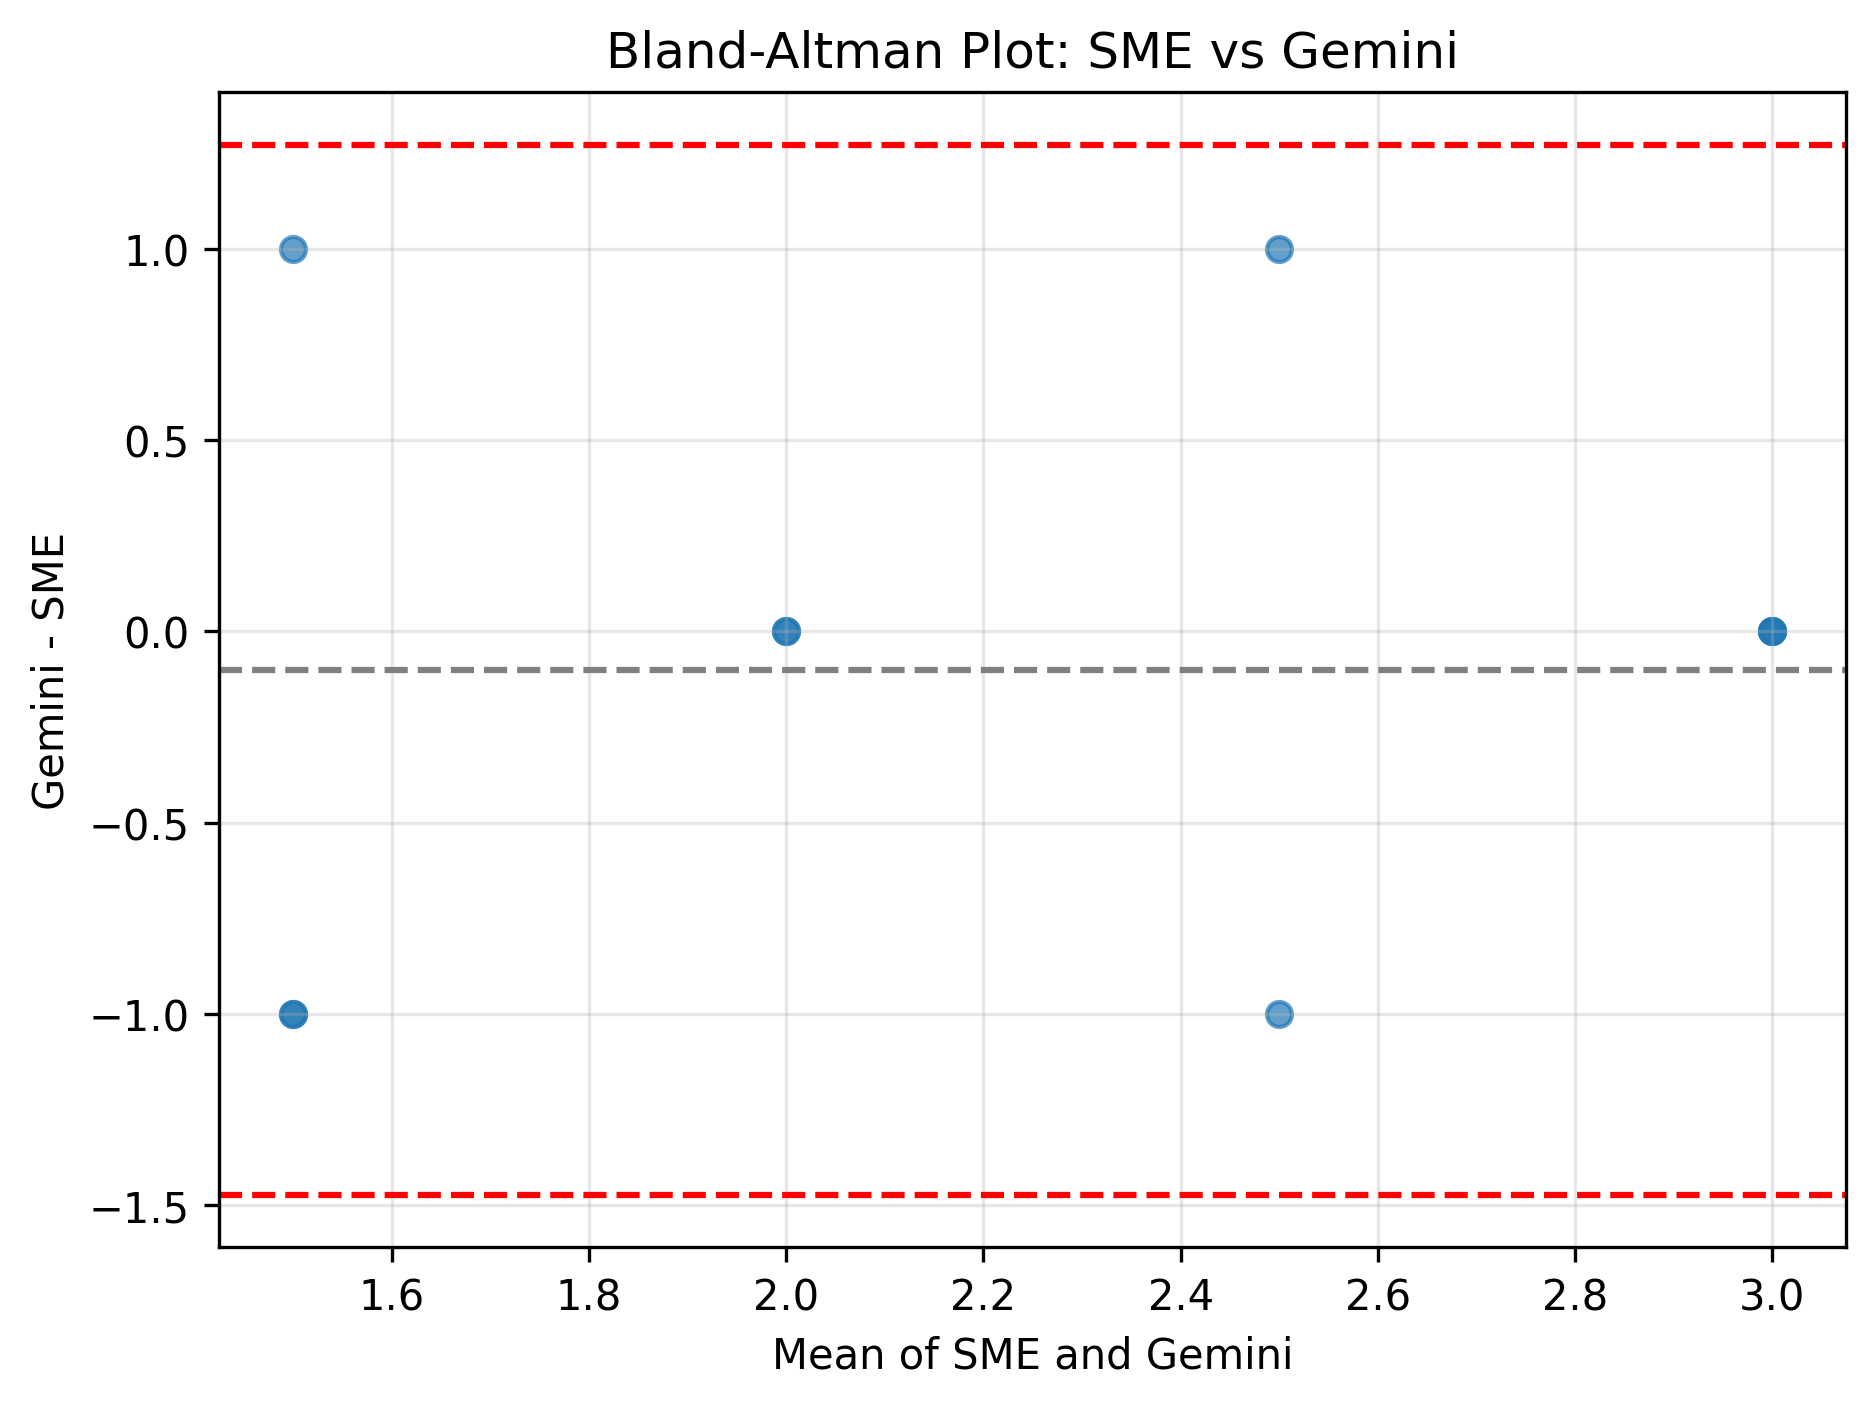 Bland-Altman Plot: SME vs Gemini
Gemini - SME
1.0
0.5
0.0
−0.5
−1.0
−1.5
1.6 1.8 2.0 2.2 2.4 2.6 2.8 3.0
Mean of SME and Gemini